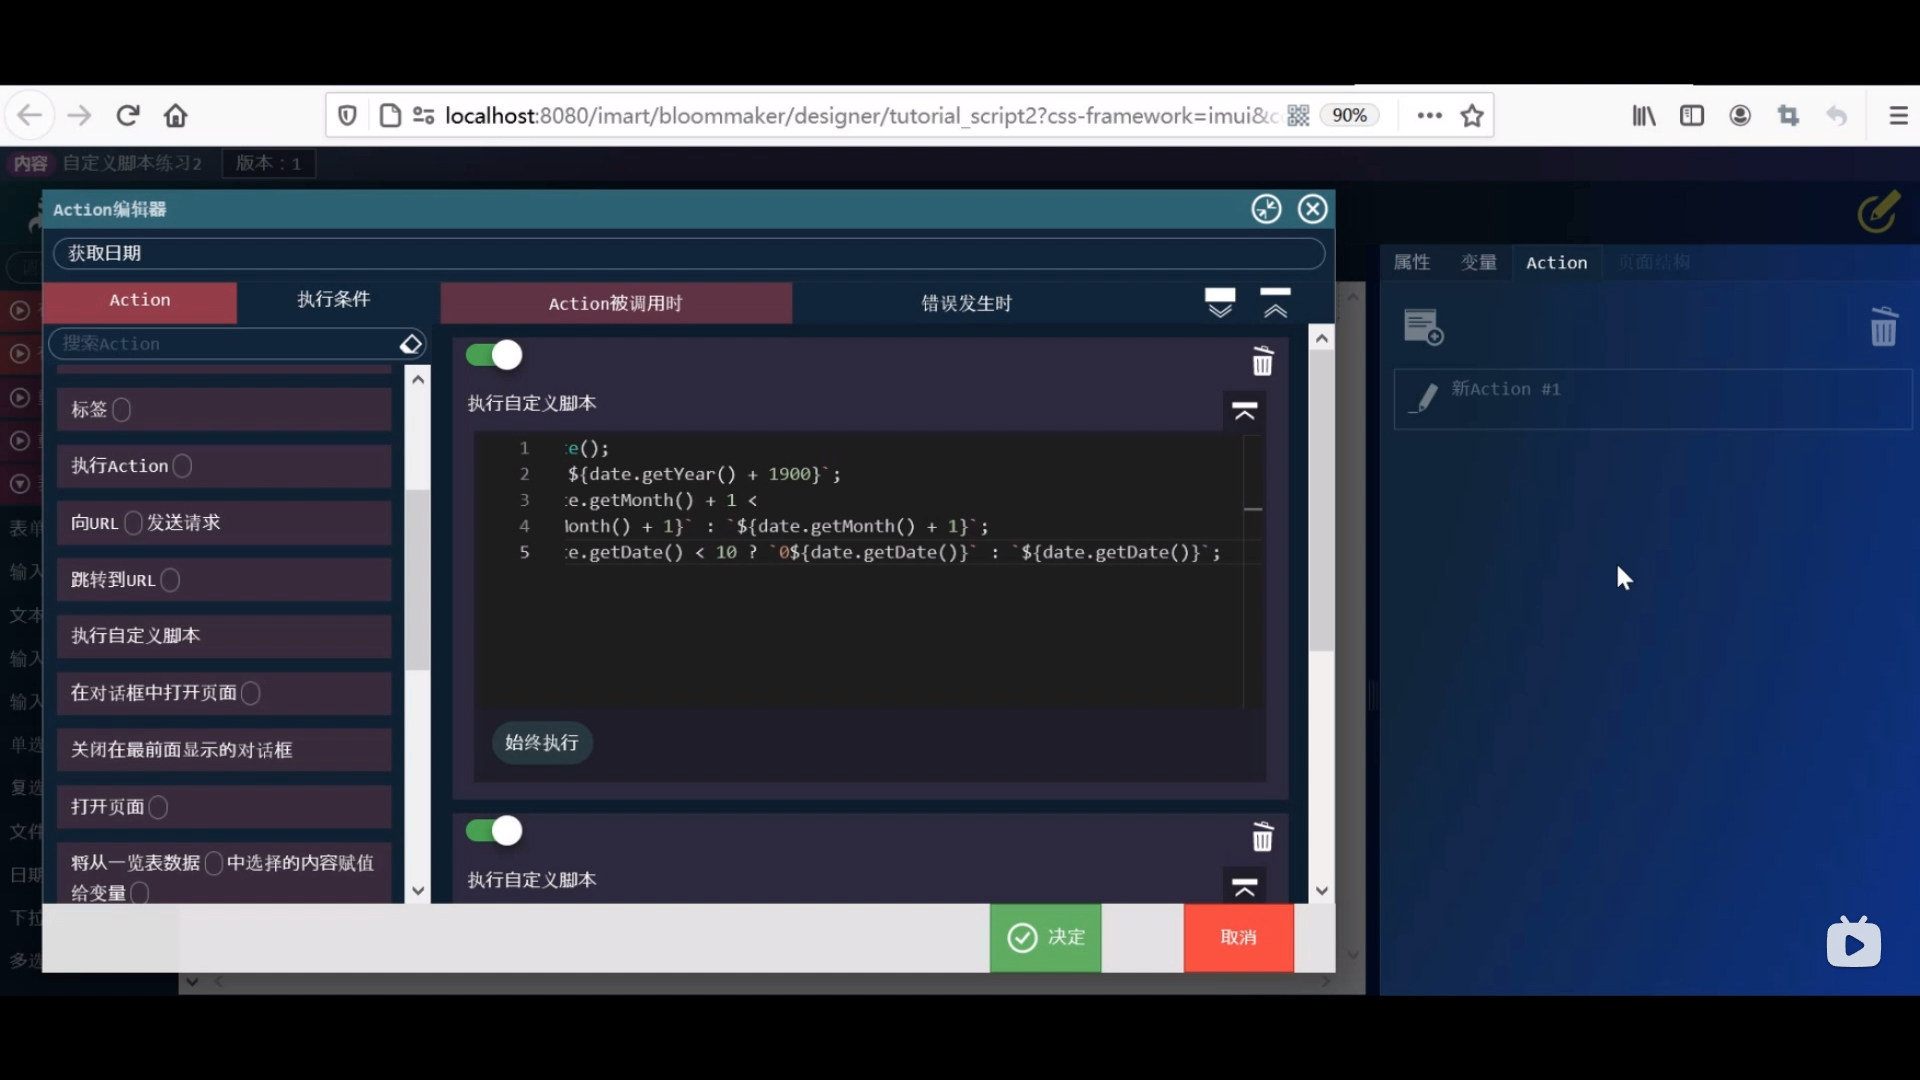 localhost:8080/imart/bloommaker/designer/tutorial_script2?css-framework=imui&c
90%
内容 自定义脚本练习2 版本：1
Action编辑器
获取日期
Action 执行条件 Action被调用时 错误发生时
搜索Action
标签
执行Action
向URL 发送请求
跳转到URL
执行自定义脚本
在对话框中打开页面
关闭在最前面显示的对话框
打开页面
将从一览表数据 中选择的内容赋值
给变量
执行自定义脚本
1 e();
2 ${date.getYear() + 1900}`;
3 e.getMonth() + 1 <
4 onth() + 1}` : `${date.getMonth() + 1}`;
5 e.getDate() < 10 ? `0${date.getDate()}` : `${date.getDate()}`;
始终执行
执行自定义脚本
决定 取消
属性 变量 Action 页面结构
新Action #1
表单
输入
文本
输入
输入
单选
复选
文件
日期
下拉
多选